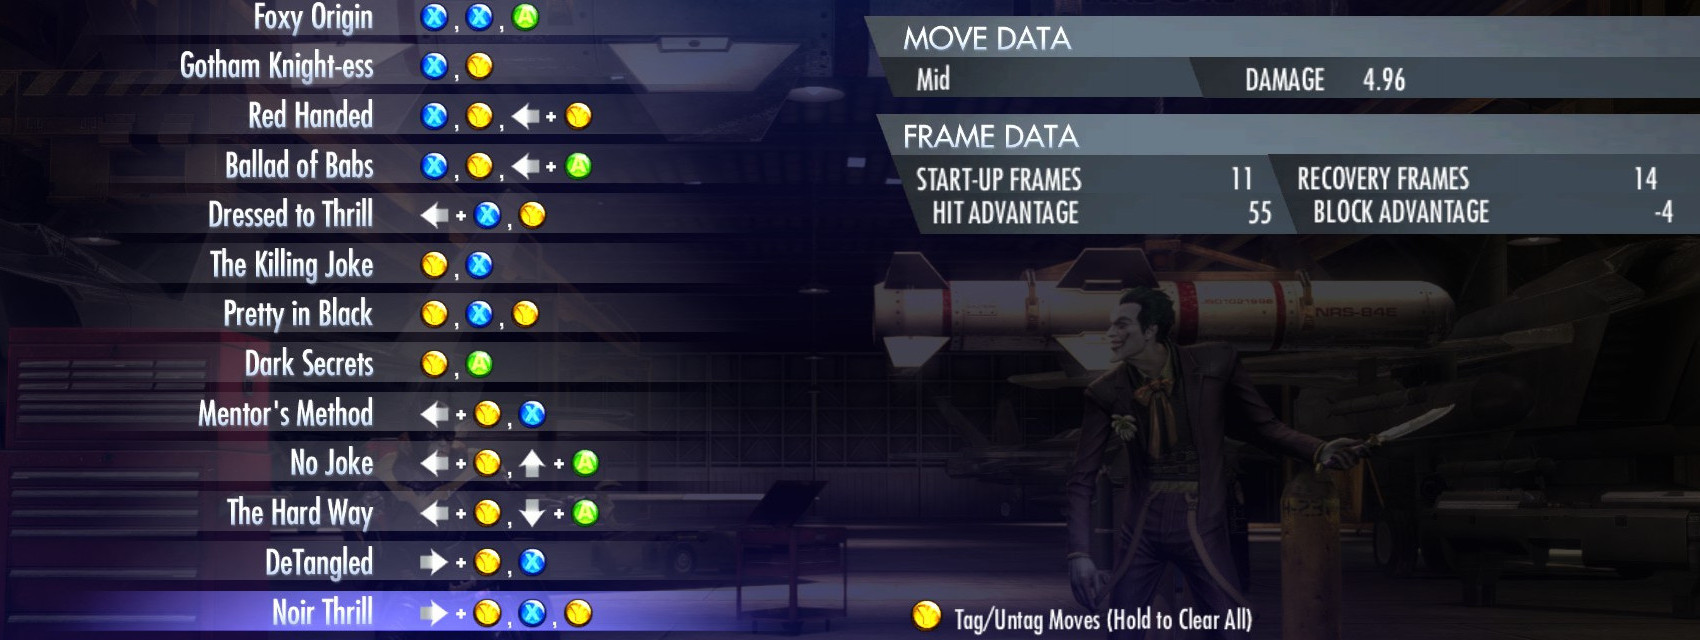 Foxy Origin X , X , A
Gotham Knight-ess X , Y
Red Handed X , Y , + Y
Ballad of Babs X , Y , + A
Dressed to Thrill + X , Y
The Killing Joke Y , X
Pretty in Black Y , X , Y
Dark Secrets Y , A
Mentor's Method + Y , X
No Joke + Y , + A
The Hard Way + Y , + A
DeTangled + Y , X
Noir Thrill + Y , X , Y
MOVE DATA
Mid DAMAGE 4.96
FRAME DATA
START-UP FRAMES 11 RECOVERY FRAMES 14
HIT ADVANTAGE 55 BLOCK ADVANTAGE -4
NRS-84E
Y Tag/Untag Moves (Hold to Clear All)